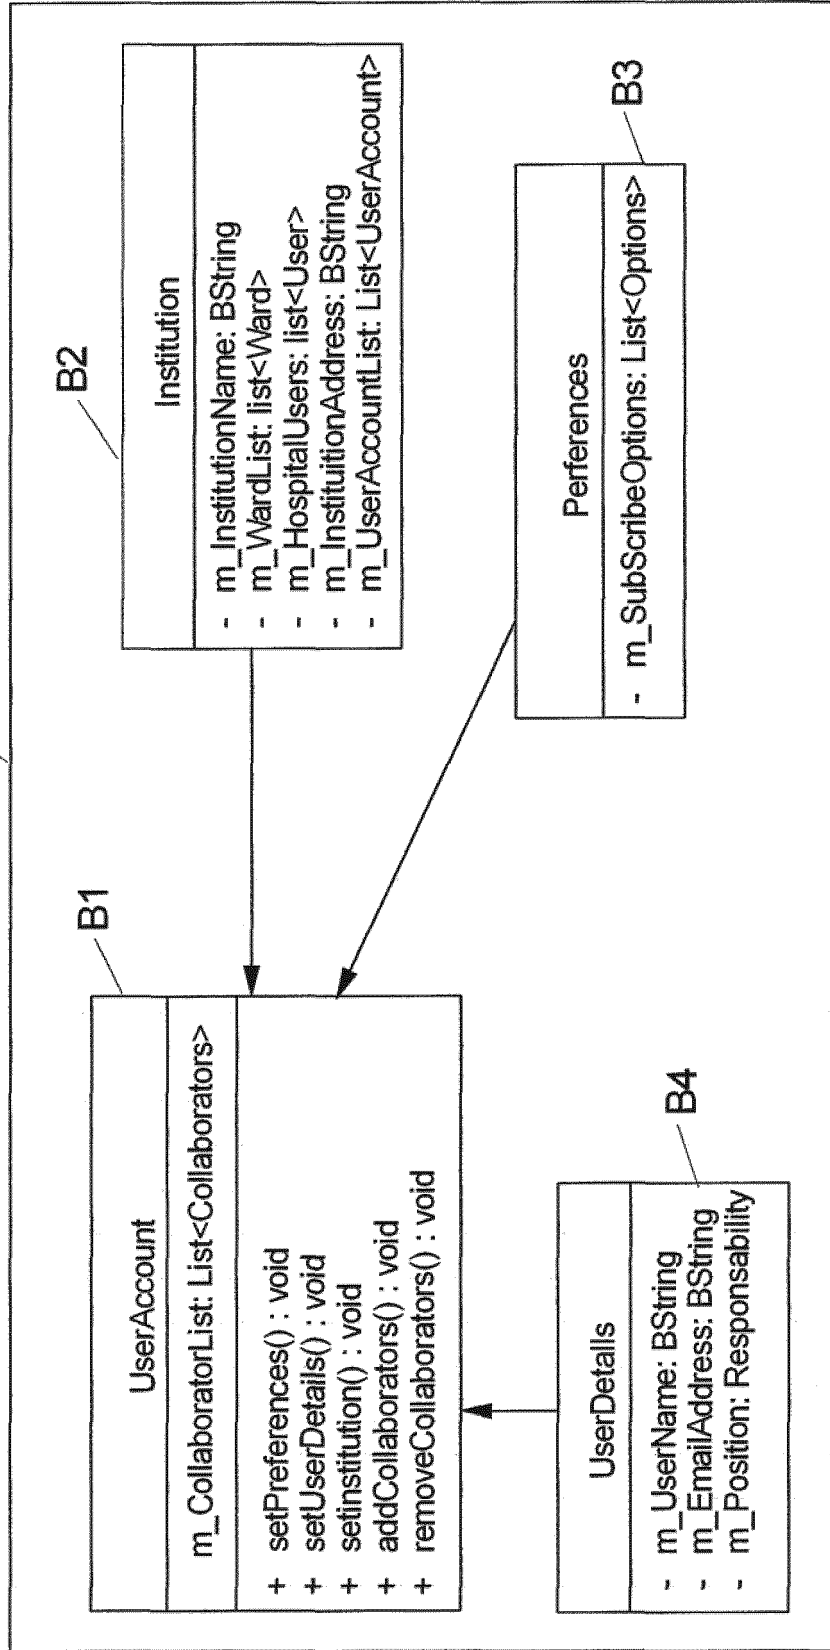 B1
UserAccount
m_CollaboratorList: List<Collaborators>
+ setPreferences() : void
+ setUserDetails() : void
+ setinstitution() : void
+ addCollaborators() : void
+ removeCollaborators() : void
B2
Institution
- m_InstitutionName: BString
- m_WardList: list<Ward>
- m_HospitalUsers: list<User>
- m_InstituitionAddress: BString
- m_UserAccountList: List<UserAccount>
B4
UserDetails
- m_UserName: BString
- m_EmailAddress: BString
- m_Position: Responsability
B3
Perferences
- m_SubScribeOptions: List<Options>